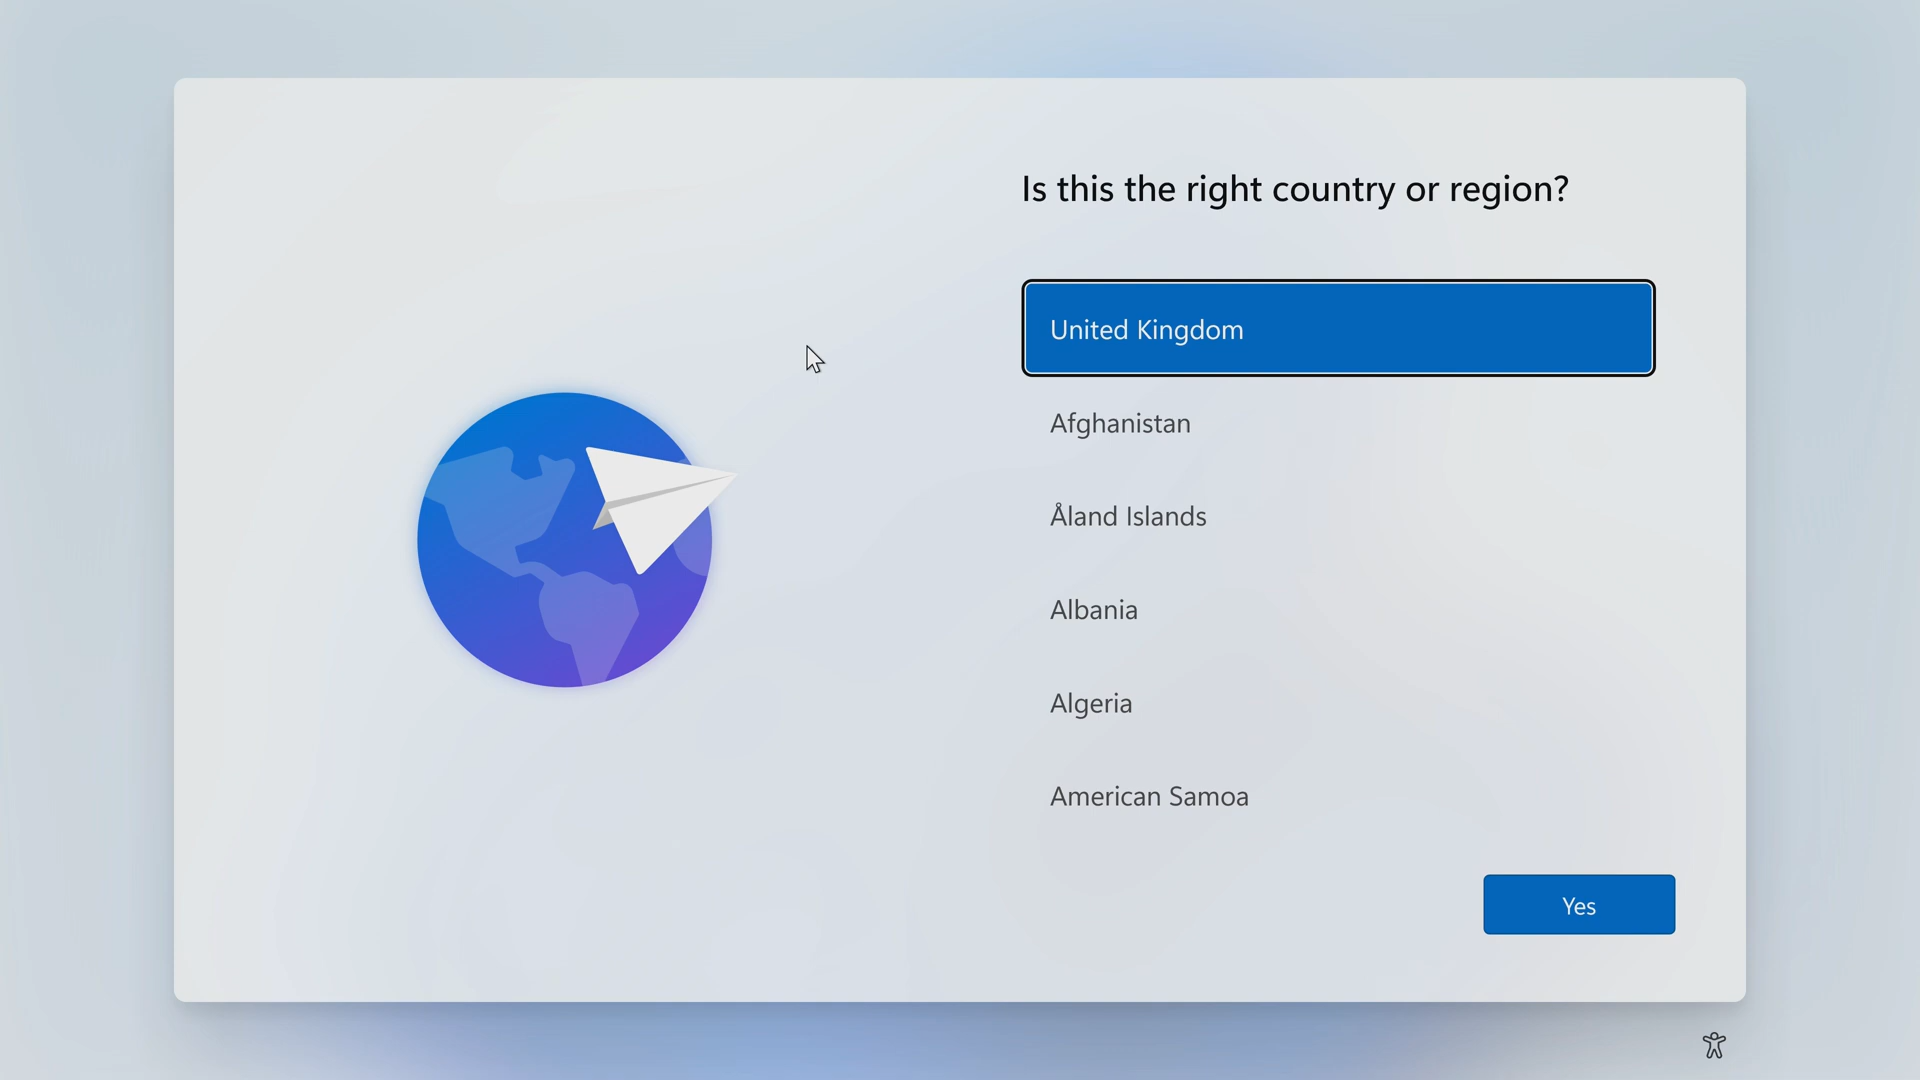 Is this the right country or region?
United Kingdom
Afghanistan
Åland Islands
Albania
Algeria
American Samoa
Yes